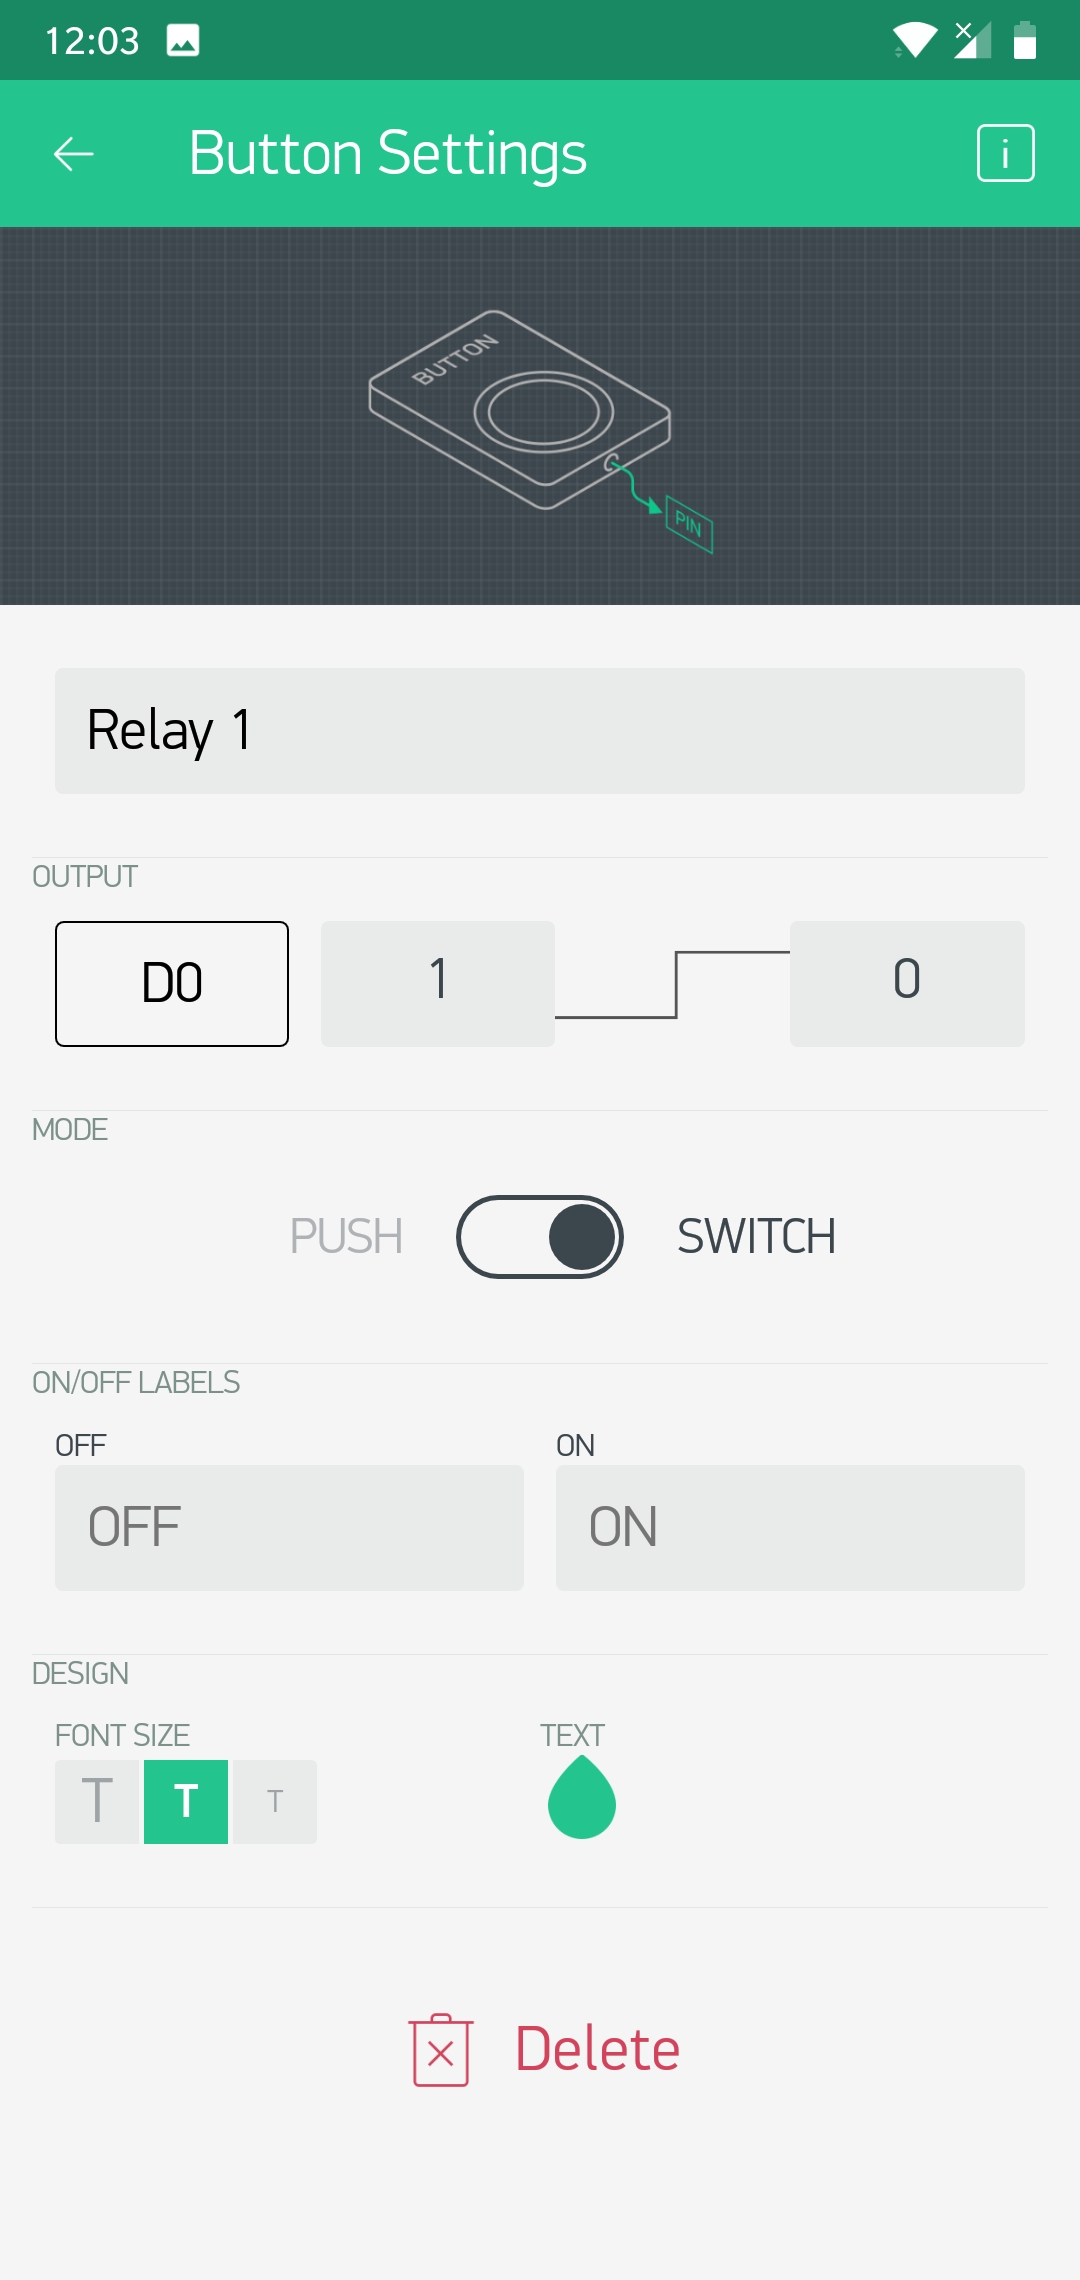 12:03
Button Settings
i
BUTTON
PIN
Relay 1
OUTPUT
D0 1 0
MODE
PUSH SWITCH
ON/OFF LABELS
OFF ON
OFF ON
DESIGN
FONT SIZE TEXT
T T T
Delete